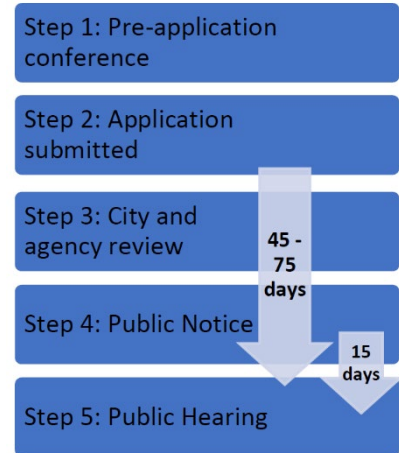 Step 1: Pre-application
conference
Step 2: Application
submitted
Step 3: City and
agency review
45 -
75
days
Step 4: Public Notice
15
days
Step 5: Public Hearing